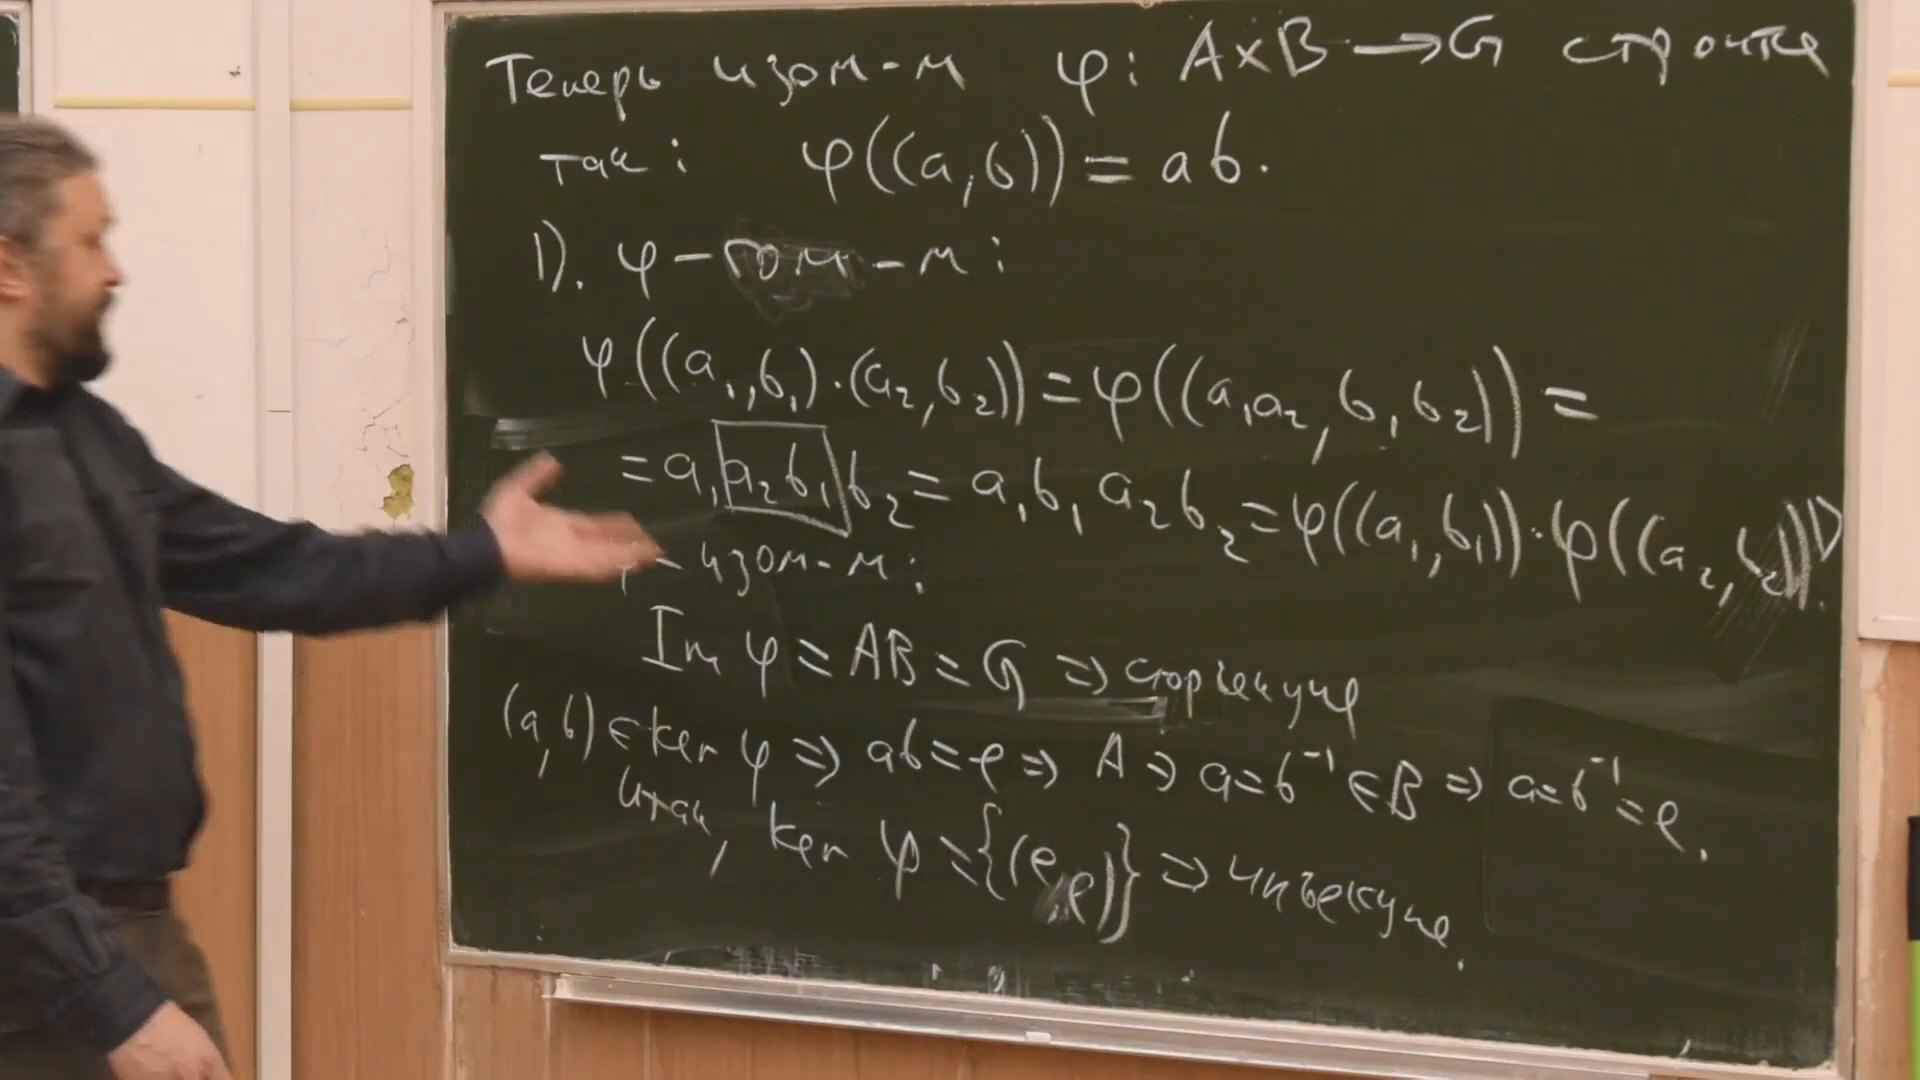 Теперь изом-м φ: A×B → G строится
так: φ((a,b)) = ab.
1). φ – гом-м:
φ((a₁,b₁)·(a₂,b₂)) = φ((a₁a₂, b₁b₂)) =
= a₁a₂b₁b₂ = a₁b₁a₂b₂ = φ((a₁,b₁))·φ((a₂,b₂)).
φ – изом-м:
Im φ = AB = G ⇒ сюръекция
(a,b) ∈ ker φ ⇒ ab = e ⇒ A ∋ a = b⁻¹ ∈ B ⇒ a = b⁻¹ = e.
Итак, ker φ = {(e,e)} ⇒ инъекция.